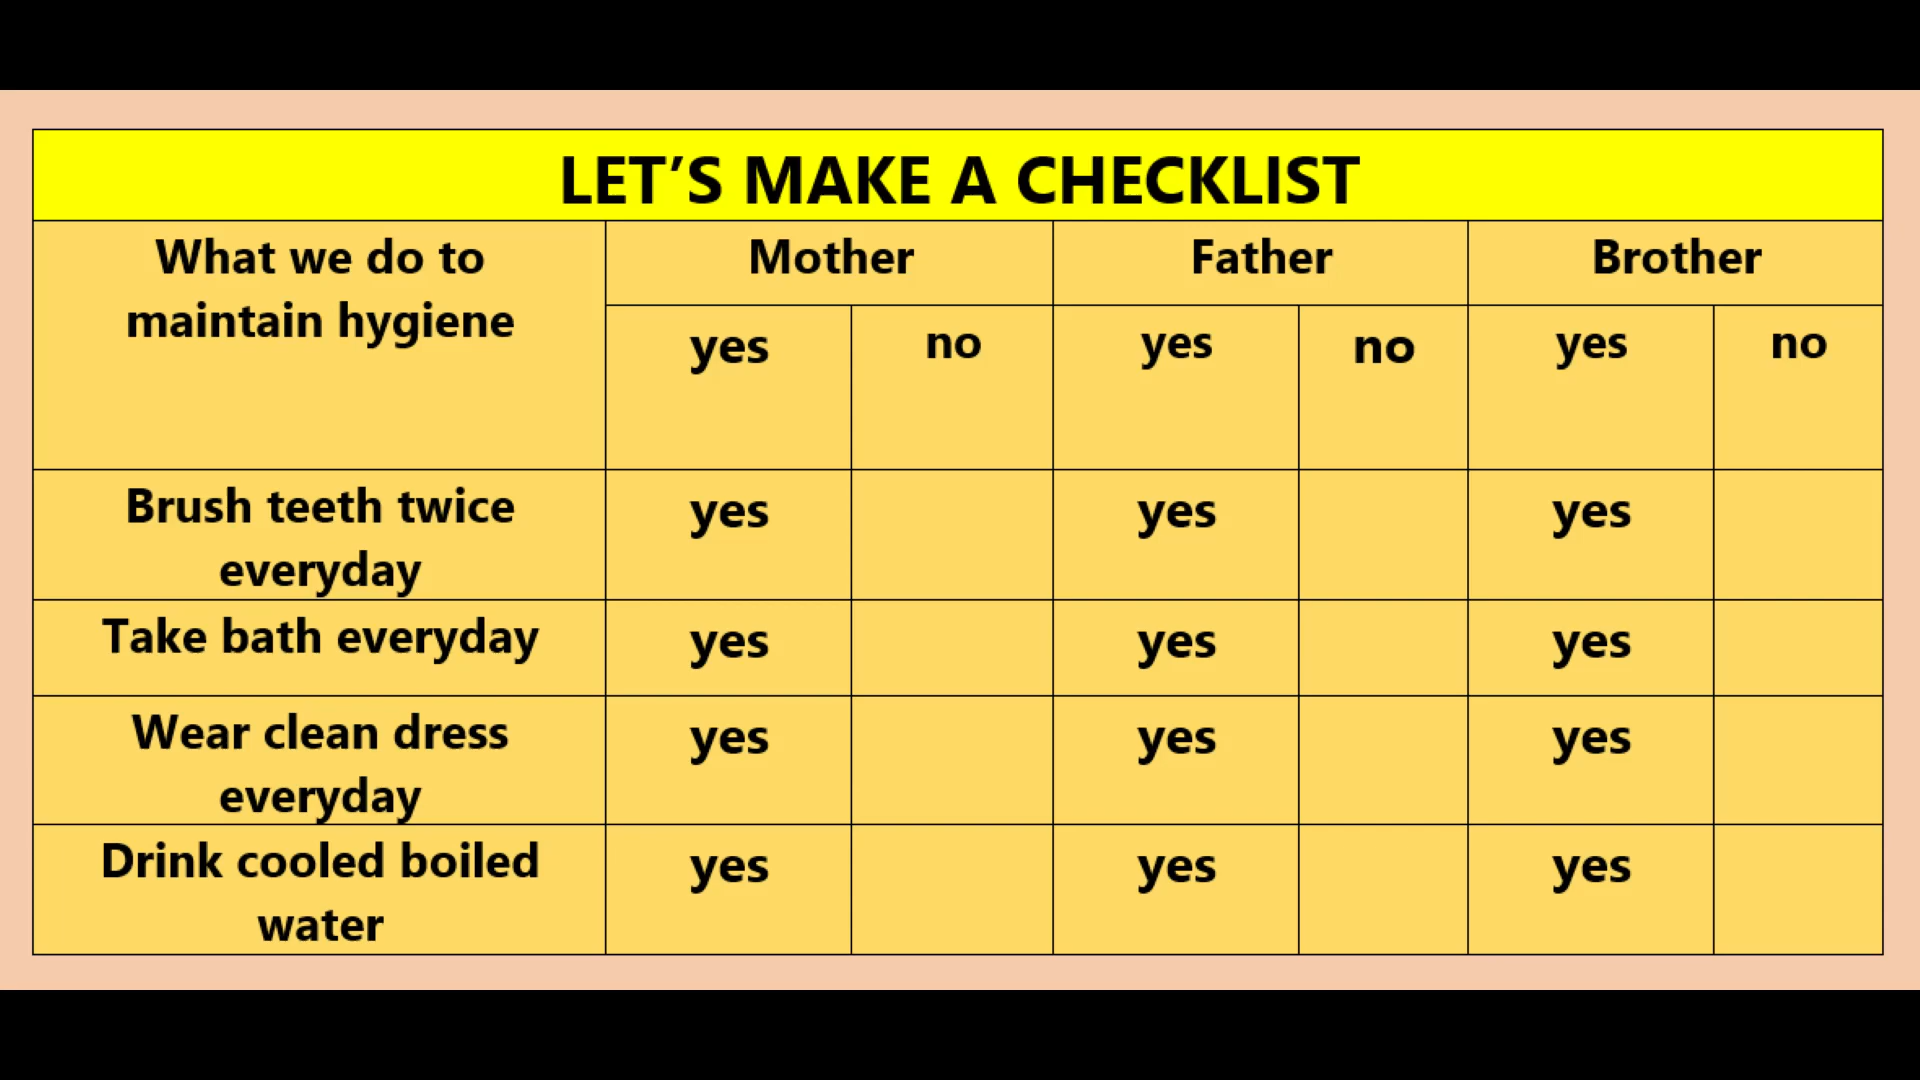 LET’S MAKE A CHECKLIST
What we do to
maintain hygiene
Mother Father Brother
yes no yes no yes no
Brush teeth twice
everyday
yes yes yes
Take bath everyday
yes yes yes
Wear clean dress
everyday
yes yes yes
Drink cooled boiled
water
yes yes yes